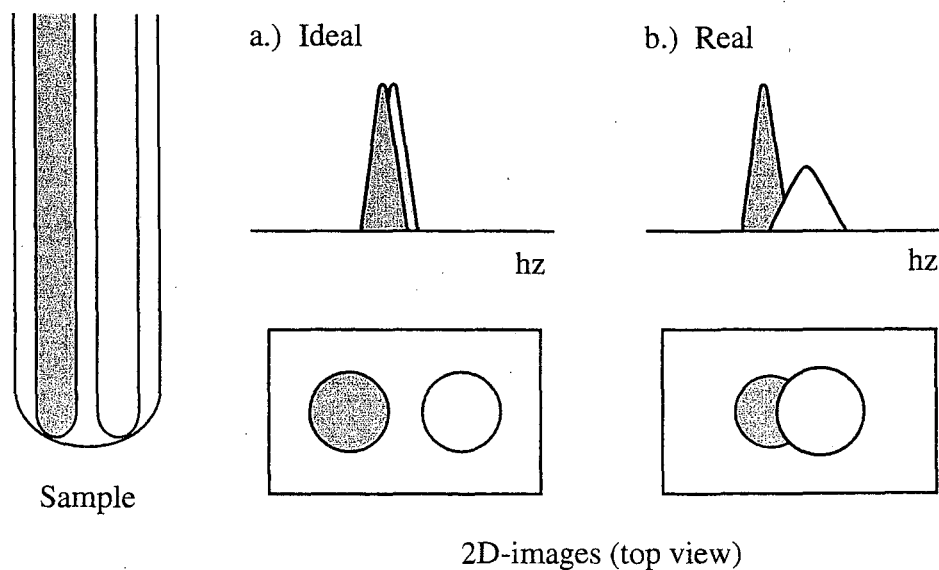 a.) Ideal
b.) Real
hz
hz
Sample
2D-images (top view)